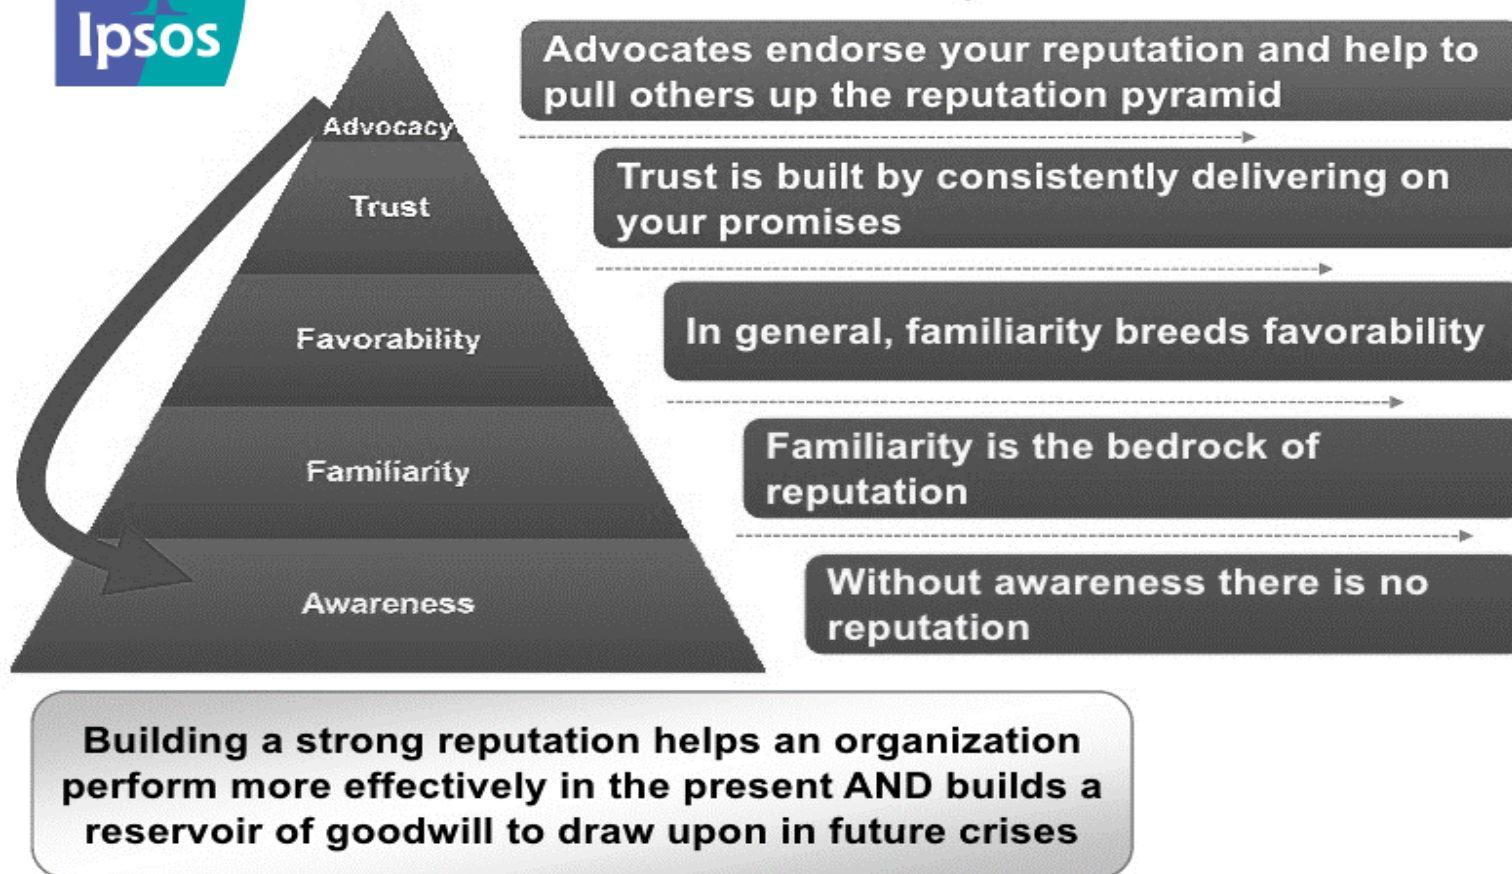 Ipsos
Advocates endorse your reputation and help to
pull others up the reputation pyramid
Advocacy
Trust is built by consistently delivering on
your promises
Trust
In general, familiarity breeds favorability
Favorability
Familiarity is the bedrock of
reputation
Familiarity
Without awareness there is no
reputation
Awareness
Building a strong reputation helps an organization
perform more effectively in the present AND builds a
reservoir of goodwill to draw upon in future crises